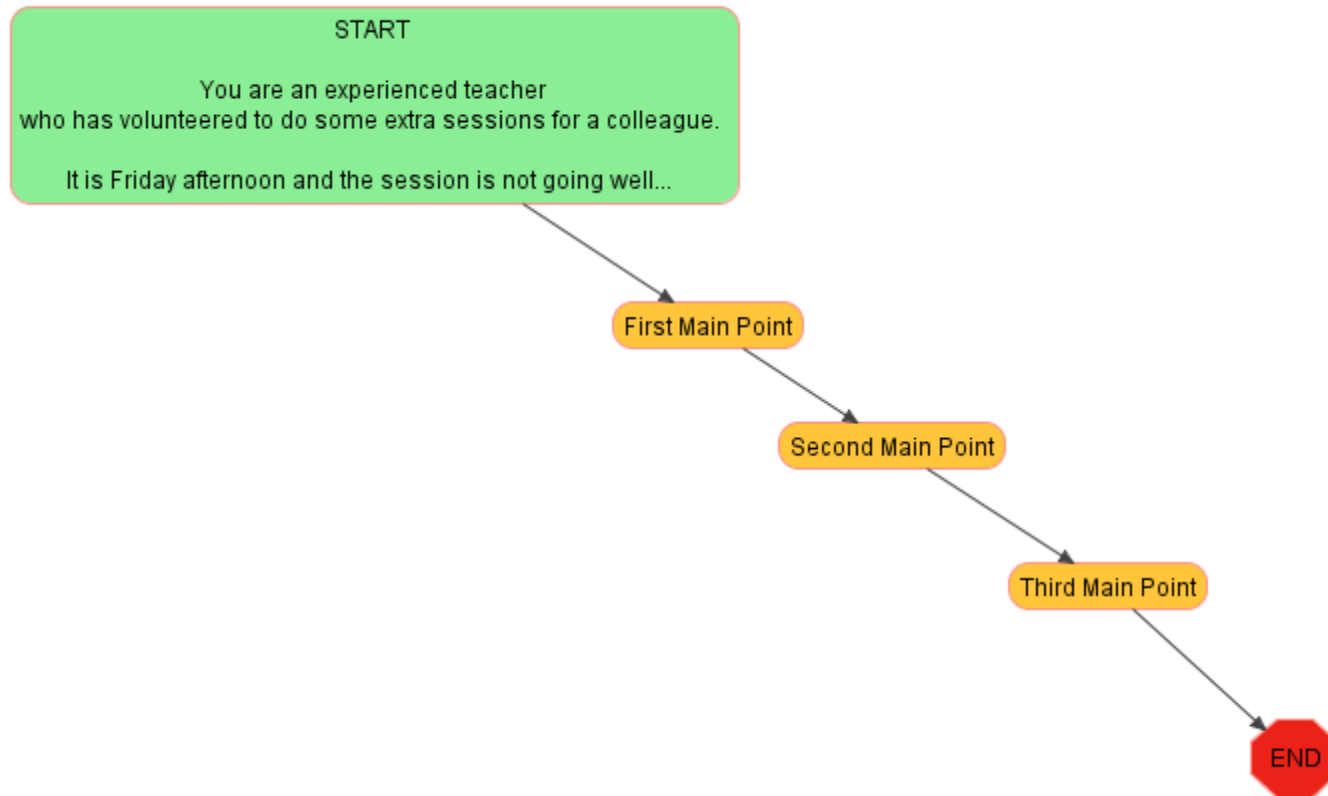 START
You are an experienced teacher
who has volunteered to do some extra sessions for a colleague.
It is Friday afternoon and the session is not going well...
First Main Point
Second Main Point
Third Main Point
END